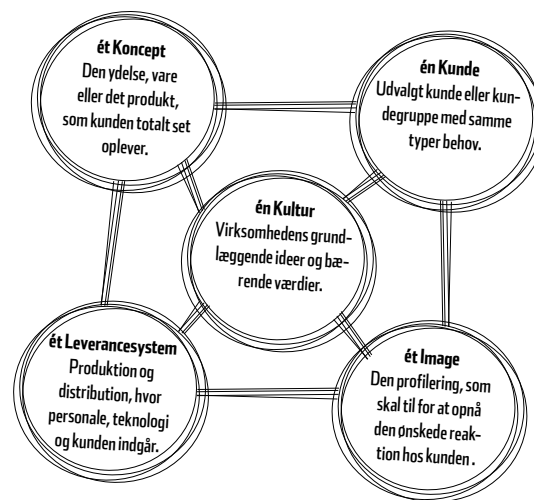 ét Koncept
Den ydelse, vare
eller det produkt,
som kunden totalt set
oplever.
én Kunde
Udvalgt kunde eller kun-
degruppe med samme
typer behov.
én Kultur
Virksomhedens grund-
læggende ideer og bæ-
rende værdier.
ét Leverancesystem
Produktion og
distribution, hvor
personale, teknologi
og kunden indgår.
ét Image
Den profilering, som
skal til for at opnå
den ønskede reak-
tion hos kunden .